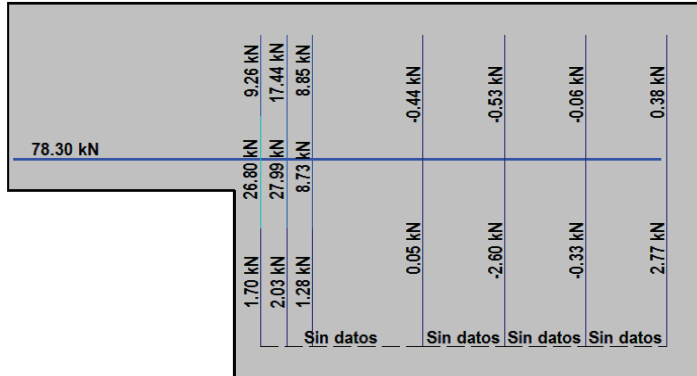 9.26 kN
17.44 kN
8.85 kN
-0.44 kN
-0.53 kN
-0.06 kN
0.38 kN
78.30 kN
26.80 kN
27.99 kN
8.73 kN
1.70 kN
2.03 kN
1.28 kN
0.05 kN
-2.60 kN
-0.33 kN
2.77 kN
Sin datos
Sin datos
Sin datos
Sin datos